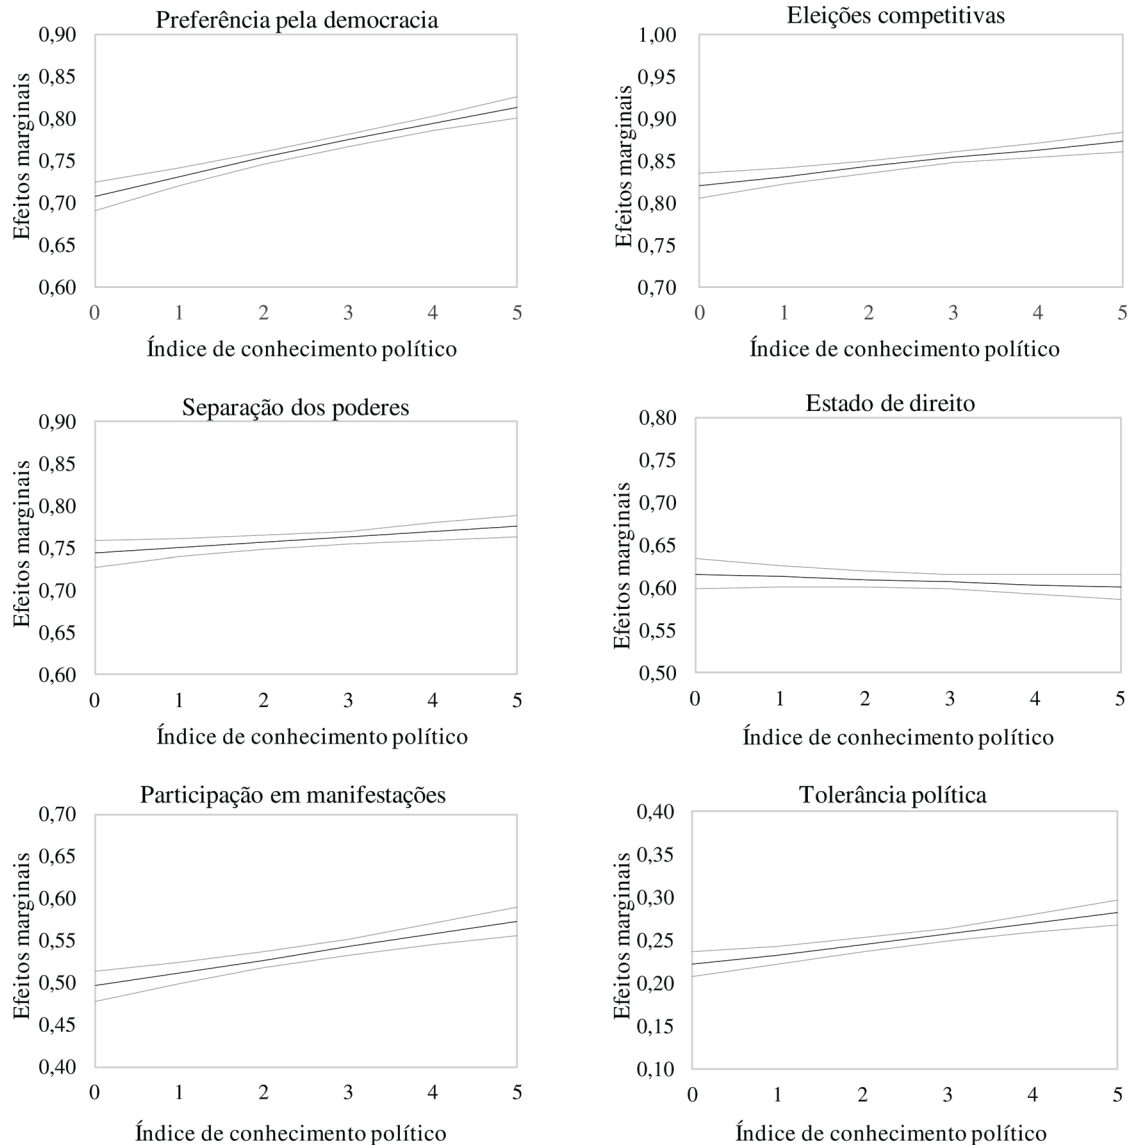 Preferência pela democracia
0,90
0,85
0,80
0,75
0,70
0,65
0,60
Efeitos marginais
0 1 2 3 4 5
Índice de conhecimento político
Eleições competitivas
1,00
0,95
0,90
0,85
0,80
0,75
0,70
Efeitos marginais
0 1 2 3 4 5
Índice de conhecimento político
Separação dos poderes
0,90
0,85
0,80
0,75
0,70
0,65
0,60
Efeitos marginais
0 1 2 3 4 5
Índice de conhecimento político
Estado de direito
0,80
0,75
0,70
0,65
0,60
0,55
0,50
Efeitos marginais
0 1 2 3 4 5
Índice de conhecimento político
Participação em manifestações
0,70
0,65
0,60
0,55
0,50
0,45
0,40
Efeitos marginais
0 1 2 3 4 5
Índice de conhecimento político
Tolerância política
0,40
0,35
0,30
0,25
0,20
0,15
0,10
Efeitos marginais
0 1 2 3 4 5
Índice de conhecimento político